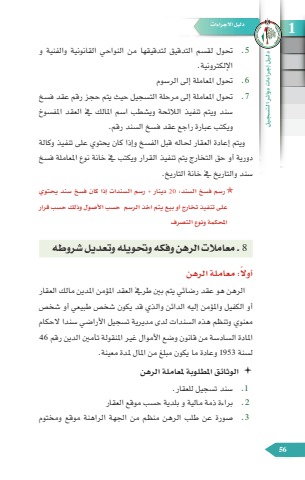 دليل الاجراءات
1
دليل إجراءات دوائر التسجيل
5. تحول لقسم التدقيق لتدقيقها من النواحي القانونية والفنية و
الإلكترونية.
6. تحول المعاملة إلى الرسوم
7. تحول المعاملة إلى مرحلة التسجيل حيث يتم حجز رقم عقد فسخ
سند ويتم تنفيذ اللائحة ويشطب اسم المالك في العقد المفسوخ
ويكتب عبارة راجع عقد فسخ السند رقم.
ويتم إعادة العقار لحاله قبل الفسخ وإذا كان يحتوي على تنفيذ وكالة
دورية أو حق التخارج يتم تنفيذ القرار ويكتب في خانة نوع المعاملة فسخ
سند والتاريخ في خانة التاريخ.
★ رسم فسخ السند: 20 دينار + رسم السندات إذا كان فسخ سند يحتوي
على تنفيذ تخارج أو بيع يتم اخذ الرسم حسب الأصول وذلك حسب قرار
المحكمة ونوع التصرف
8 . معاملات الرهن وفكه وتحويله وتعديل شروطه
أولاً: معاملة الرهن
الرهن هو عقد رضائي يتم بين طرفي العقد المؤمن المدين مالك العقار
أو الكفيل والمؤمن إليه الدائن والذي قد يكون شخص طبيعي أو شخص
معنوي وتنظم هذه السندات لدى مديرية تسجيل الأراضي سندا لاحكام
المادة السادسة من قانون وضع الأموال غير المنقولة تأمين الدين رقم 46
لسنة 1953 وعادة ما يكون مبلغ من المال لمدة معينة.
✦ الوثائق المطلوبة لمعاملة الرهن
1. سند تسجيل للعقار.
2. براءة ذمة مالية و بلدية حسب موقع العقار
3. صورة عن طلب الرهن منظم من الجهة الراهنة موقع ومختوم
56